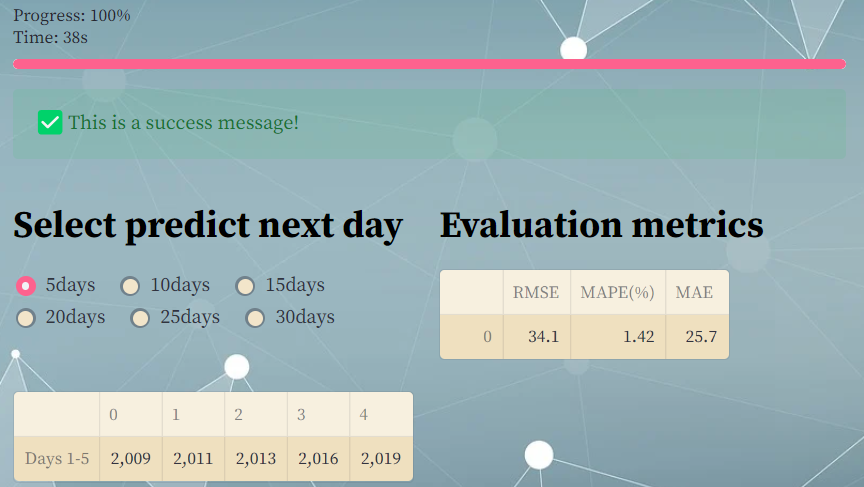 Progress: 100%
Time: 38s
This is a success message!
Select predict next day
5days 10days 15days
20days 25days 30days
0 1 2 3 4
Days 1-5 2,009 2,011 2,013 2,016 2,019
Evaluation metrics
RMSE MAPE(%) MAE
0 34.1 1.42 25.7